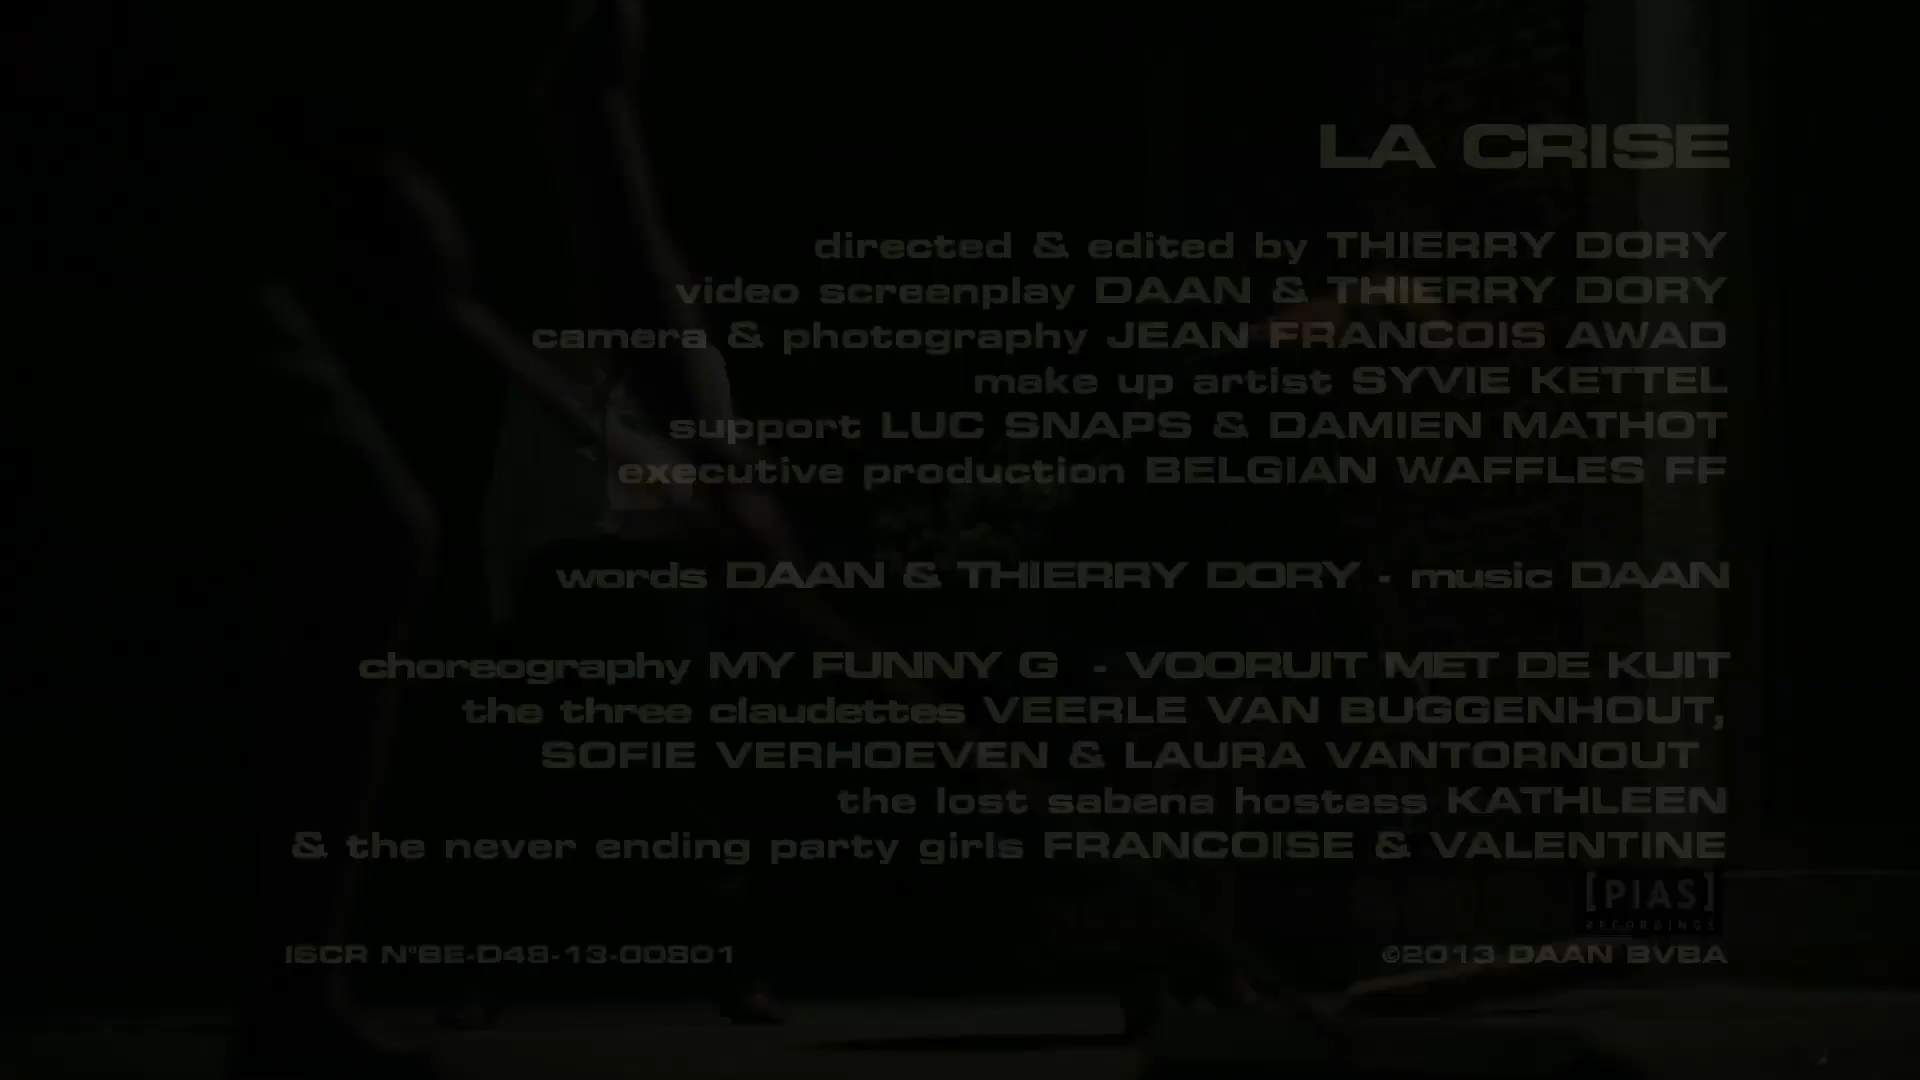 LA CRISE
directed & edited by THIERRY DORY
video screenplay DAAN & THIERRY DORY
camera & photography JEAN FRANCOIS AWAD
make up artist SYVIE KETTEL
support LUC SNAPS & DAMIEN MATHOT
executive production BELGIAN WAFFLES FF
words DAAN & THIERRY DORY - music DAAN
choreography MY FUNNY G - VOORUIT MET DE KUIT
the three claudettes VEERLE VAN BUGGENHOUT,
SOFIE VERHOEVEN & LAURA VANTORNOUT
the lost sabena hostess KATHLEEN
& the never ending party girls FRANCOISE & VALENTINE
[PIAS]
RECORDINGS
ISCR N°BE-D48-13-00801
©2013 DAAN BVBA